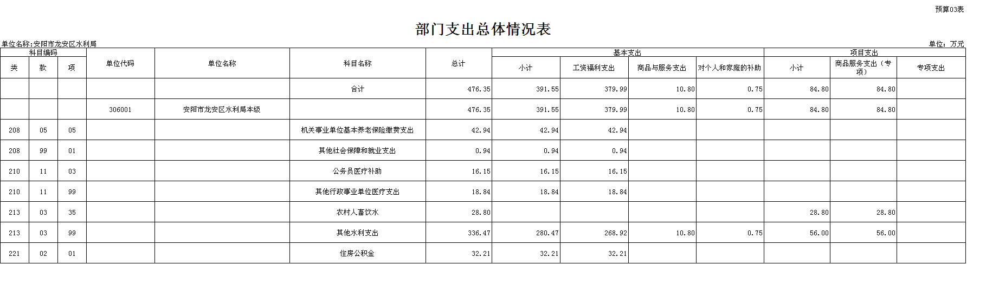 预算03表
部门支出总体情况表
单位名称:安阳市龙安区水利局 单位：万元
科目编码 单位代码 单位名称 科目名称 总计 基本支出 项目支出
类 款 项 小计 工资福利支出 商品与服务支出 对个人和家庭的补助 小计 商品服务支出（专项） 专项支出
合计 476.35 391.55 379.99 10.80 0.75 84.80 84.80
306001 安阳市龙安区水利局本级 476.35 391.55 379.99 10.80 0.75 84.80 84.80
208 05 05 机关事业单位基本养老保险缴费支出 42.94 42.94 42.94
208 99 01 其他社会保障和就业支出 0.94 0.94 0.94
210 11 03 公务员医疗补助 16.15 16.15 16.15
210 11 99 其他行政事业单位医疗支出 18.84 18.84 18.84
213 03 35 农村人畜饮水 28.80 28.80 28.80
213 03 99 其他水利支出 336.47 280.47 268.92 10.80 0.75 56.00 56.00
221 02 01 住房公积金 32.21 32.21 32.21